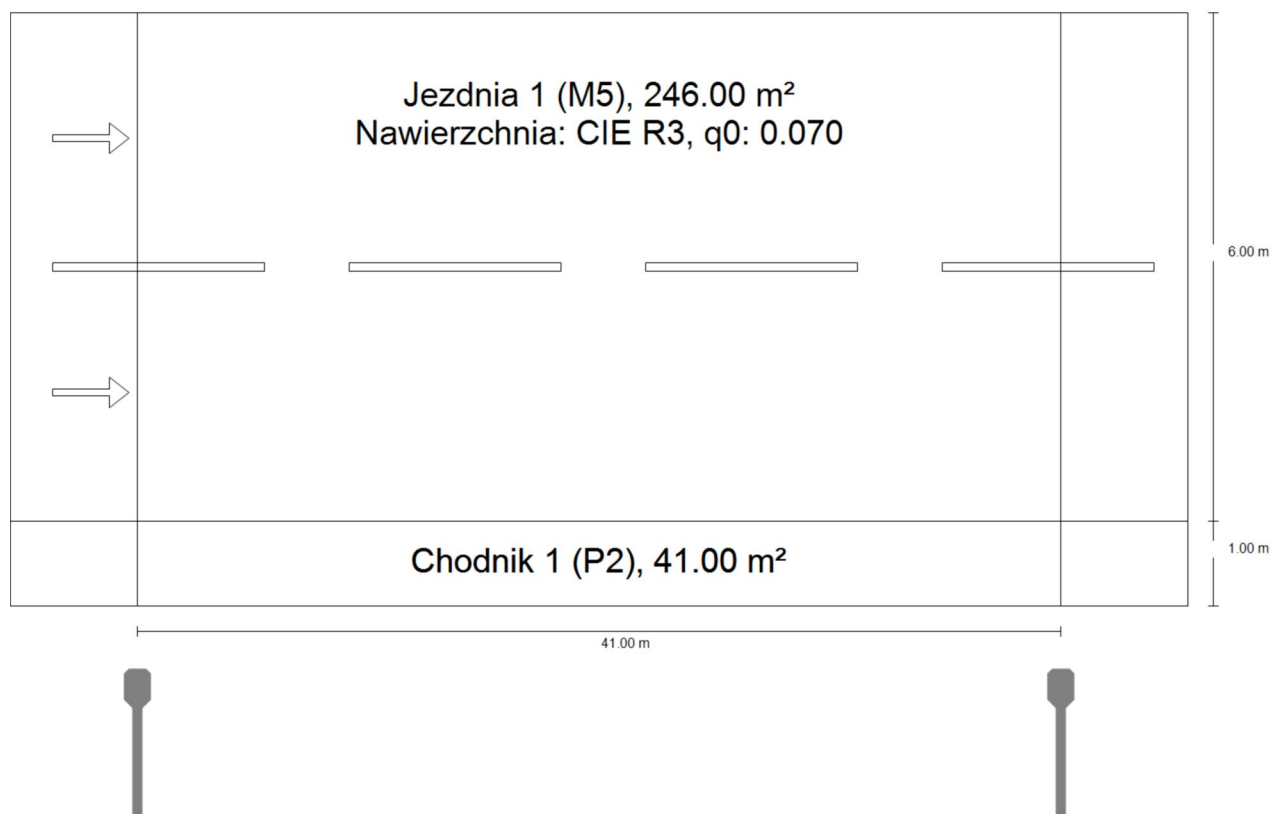 Jezdnia 1 (M5), 246.00 m²
Nawierzchnia: CIE R3, q0: 0.070
6.00 m
Chodnik 1 (P2), 41.00 m²
1.00 m
41.00 m